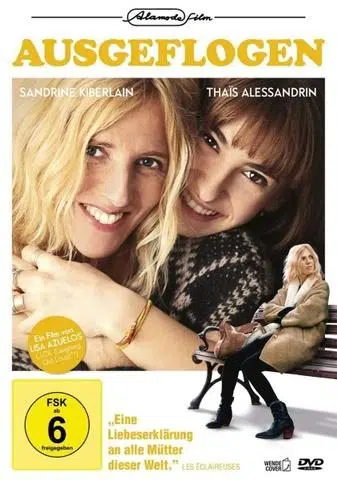 Alamode Film
AUSGEFLOGEN
SANDRINE KIBERLAIN
THAÏS ALESSANDRIN
Ein Film von
LISA AZUELOS
FSK
ab
6
freigegeben
„Eine
Liebeserklärung
an alle Mütter
dieser Welt.” LES ÉCLAIREUSES
WENDE
COVER
DVD